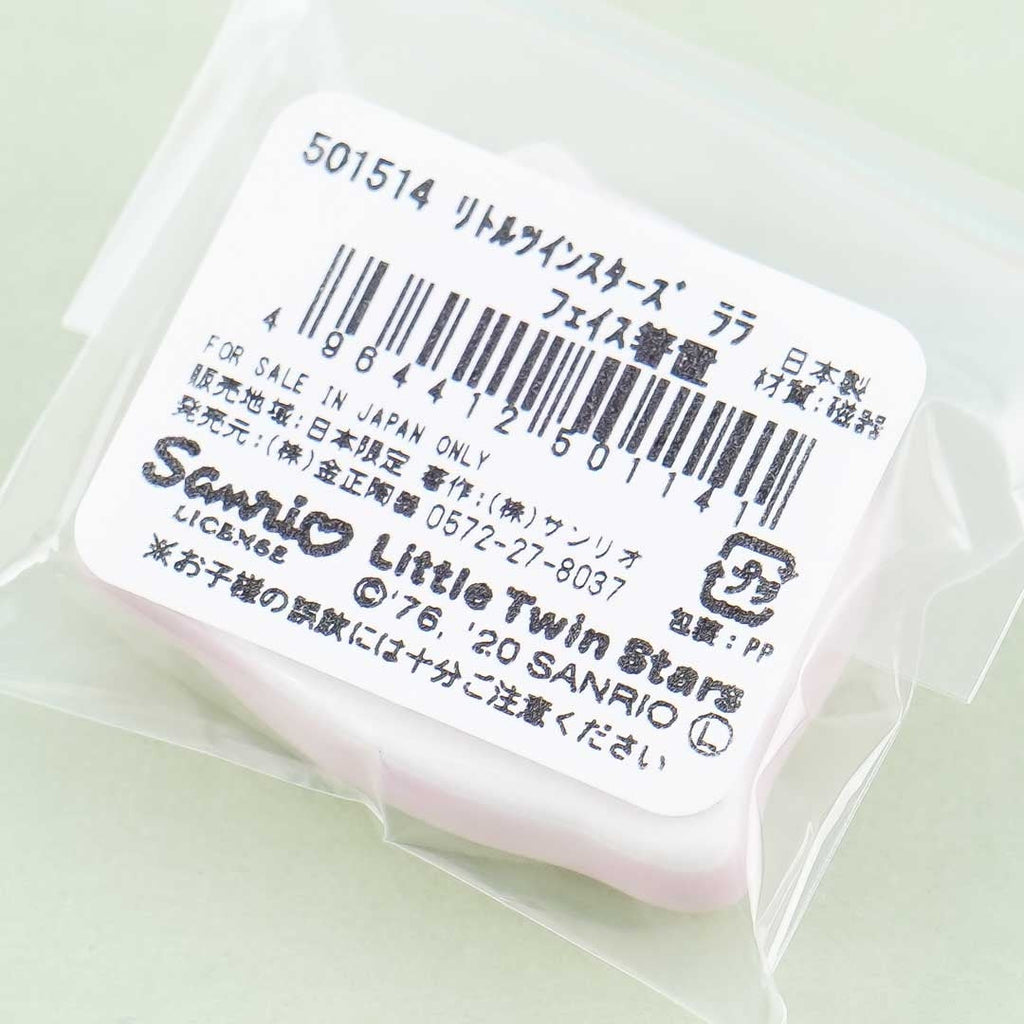 501514 リトルツインスターズ ララ
フェイス箸置
日本製
材質:磁器
4 964412 501141
FOR SALE IN JAPAN ONLY
販売地域:日本限定 著作:(株)サンリオ
発売元:(株)金正陶器 0572-27-8037
Sanrio
LICENSE
Little Twin Stars
©'76, '20 SANRIO Ⓛ
プラ
包装:PP
※お子様の誤飲には十分ご注意ください